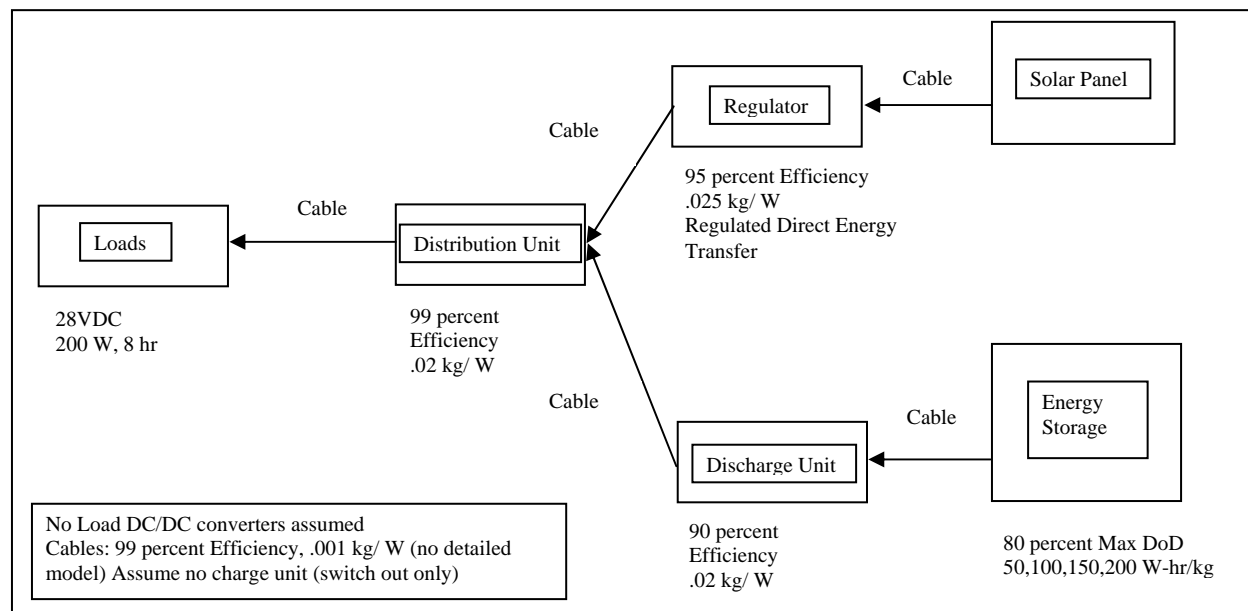 Cable
Solar Panel
Regulator
Cable
95 percent Efficiency
.025 kg/ W
Regulated Direct Energy
Transfer
Cable
Loads
Distribution Unit
28VDC
200 W, 8 hr
99 percent
Efficiency
.02 kg/ W
Cable
Cable
Energy
Storage
Discharge Unit
90 percent
Efficiency
.02 kg/ W
80 percent Max DoD
50,100,150,200 W-hr/kg
No Load DC/DC converters assumed
Cables: 99 percent Efficiency, .001 kg/ W (no detailed
model) Assume no charge unit (switch out only)